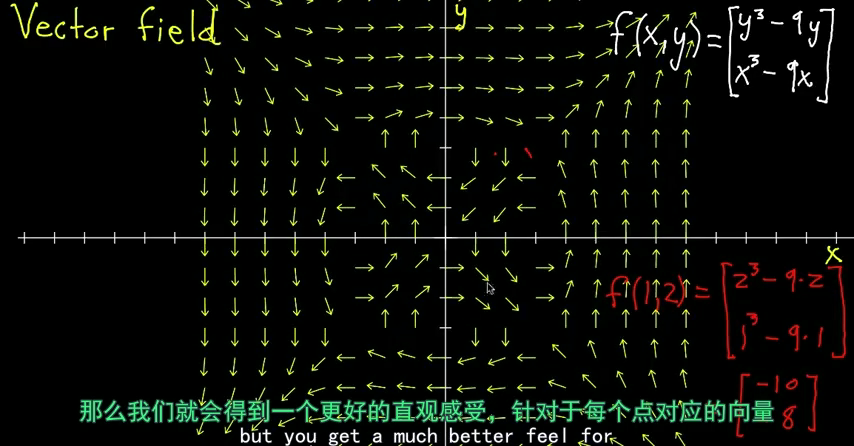 Vector field
y
f(x,y) = [y³ - 9y
x³ - 9x]
x
f(1,2) = [2³ - 9·2
1³ - 9·1]
[-10
8]
那么我们就会得到一个更好的直观感受，针对于每个点对应的向量
but you get a much better feel for